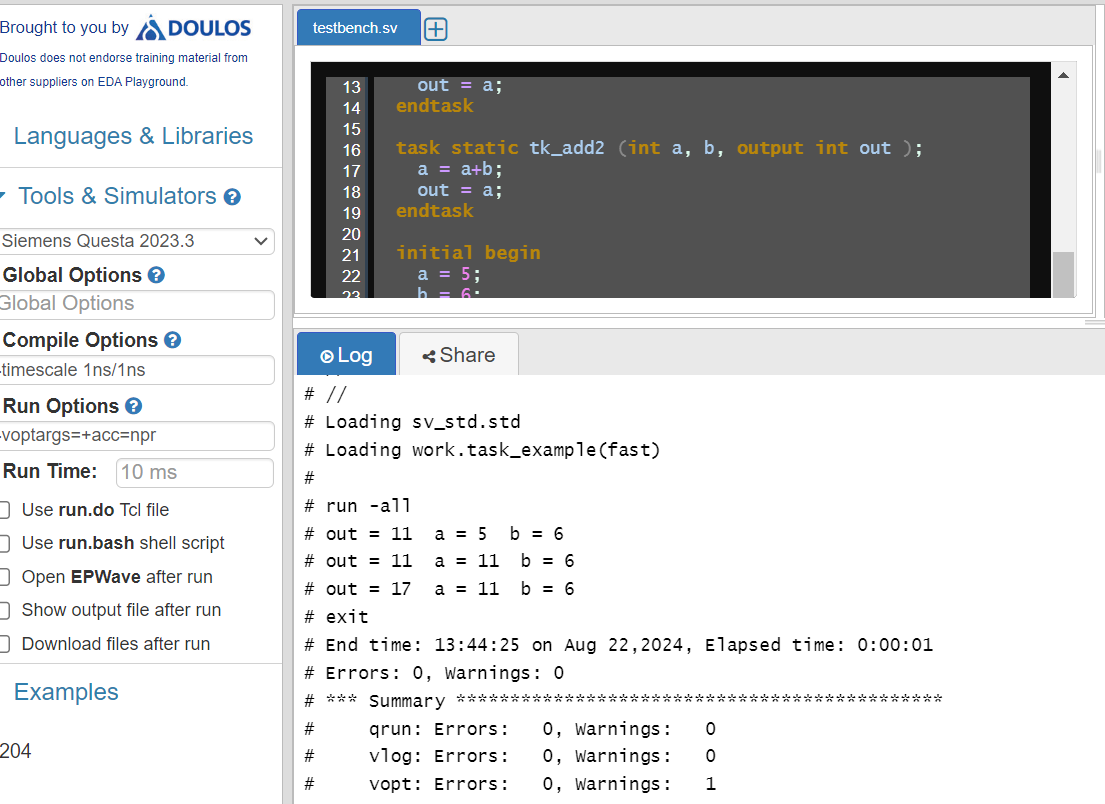 Brought to you by DOULOS
Doulos does not endorse training material from
other suppliers on EDA Playground.
Languages & Libraries
Tools & Simulators ?
Siemens Questa 2023.3
Global Options ?
Global Options
Compile Options ?
-timescale 1ns/1ns
Run Options ?
-voptargs=+acc=npr
Run Time: 10 ms
Use run.do Tcl file
Use run.bash shell script
Open EPWave after run
Show output file after run
Download files after run
Examples
204
testbench.sv
13 out = a;
14 endtask
15
16 task static tk_add2 (int a, b, output int out );
17 a = a+b;
18 out = a;
19 endtask
20
21 initial begin
22 a = 5;
23 b = 6;
Log Share
# //
# Loading sv_std.std
# Loading work.task_example(fast)
#
# run -all
# out = 11  a = 5  b = 6
# out = 11  a = 11  b = 6
# out = 17  a = 11  b = 6
# exit
# End time: 13:44:25 on Aug 22,2024, Elapsed time: 0:00:01
# Errors: 0, Warnings: 0
# *** Summary *********************************************
#     qrun: Errors:   0, Warnings:   0
#     vlog: Errors:   0, Warnings:   0
#     vopt: Errors:   0, Warnings:   1